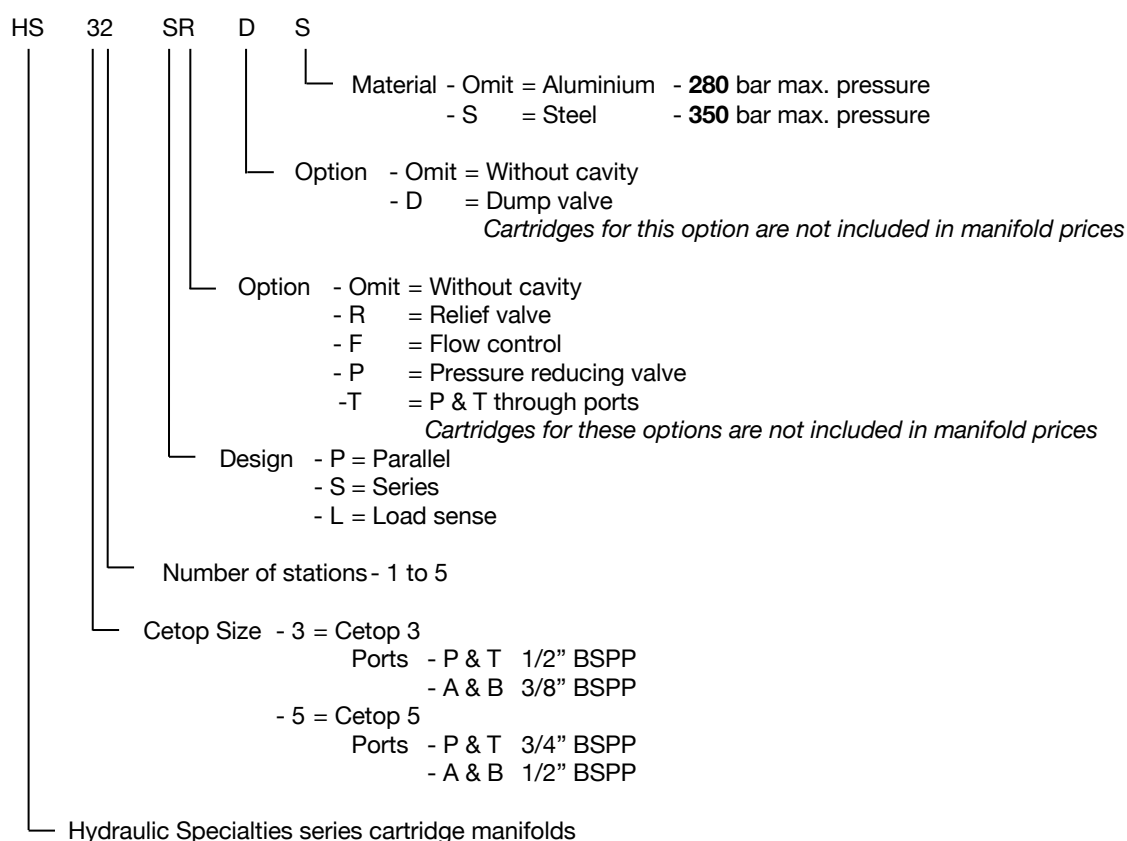 HS 32 SR D S
Material - Omit = Aluminium - 280 bar max. pressure
- S = Steel - 350 bar max. pressure
Option - Omit = Without cavity
- D = Dump valve
Cartridges for this option are not included in manifold prices
Option - Omit = Without cavity
- R = Relief valve
- F = Flow control
- P = Pressure reducing valve
-T = P & T through ports
Cartridges for these options are not included in manifold prices
Design - P = Parallel
- S = Series
- L = Load sense
Number of stations - 1 to 5
Cetop Size - 3 = Cetop 3
Ports - P & T 1/2” BSPP
- A & B 3/8” BSPP
- 5 = Cetop 5
Ports - P & T 3/4” BSPP
- A & B 1/2” BSPP
Hydraulic Specialties series cartridge manifolds